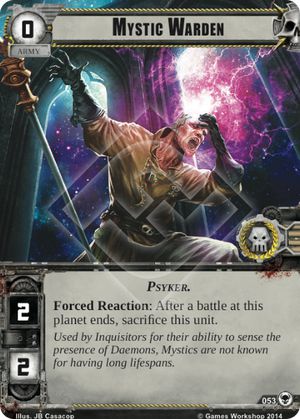 0
ARMY
MYSTIC WARDEN
PSYKER.
2
2
Forced Reaction: After a battle at this
planet ends, sacrifice this unit.
Used by Inquisitors for their ability to sense the
presence of Daemons, Mystics are not known
for having long lifespans.
053
Illus. JB Casacop
© Games Workshop 2014